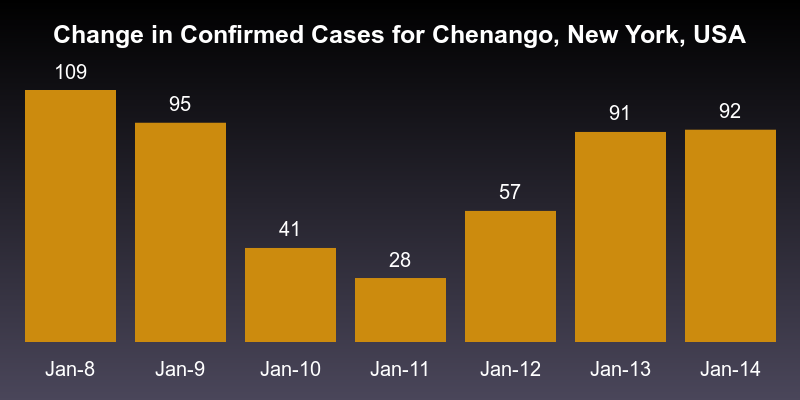 Change in Confirmed Cases for Chenango, New York, USA
109
95
41
28
57
91
92
Jan-8
Jan-9
Jan-10
Jan-11
Jan-12
Jan-13
Jan-14